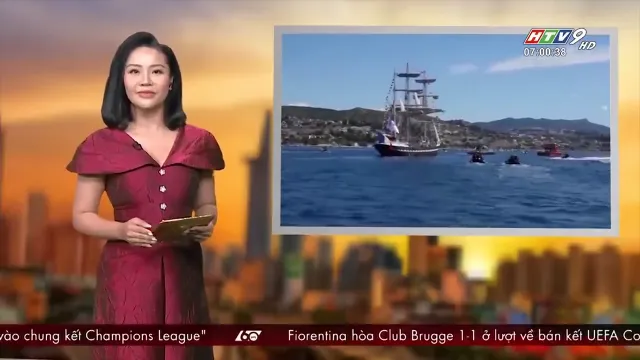 HTV9 HD
07:00:38
vào chung kết Champions League" 60 Fiorentina hòa Club Brugge 1-1 ở lượt về bán kết UEFA Co